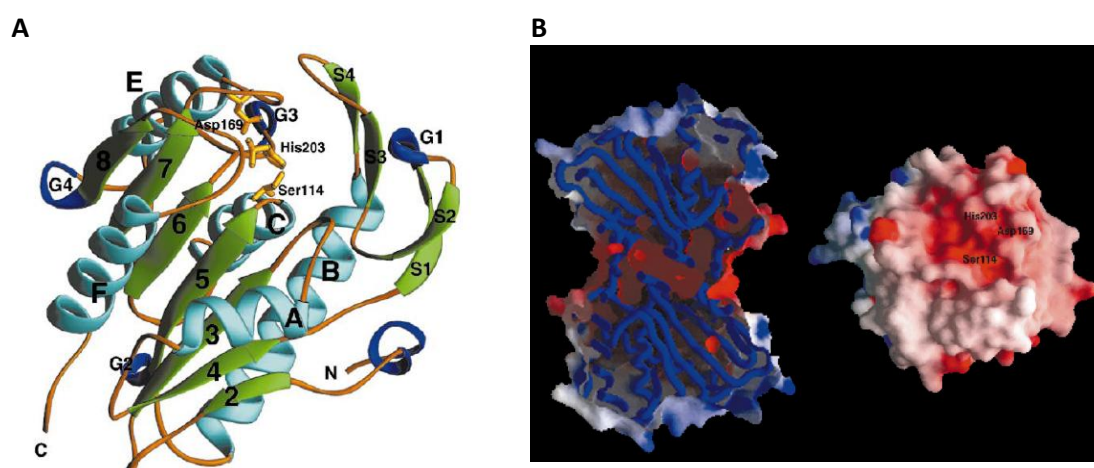 A
B
E
S4
Asp169
G3
G1
His203
8
7
S3
G4
Ser114
6
C
S2
5
B
S1
F
A
3
G2
4
N
2
C
His203
Asp169
Ser114